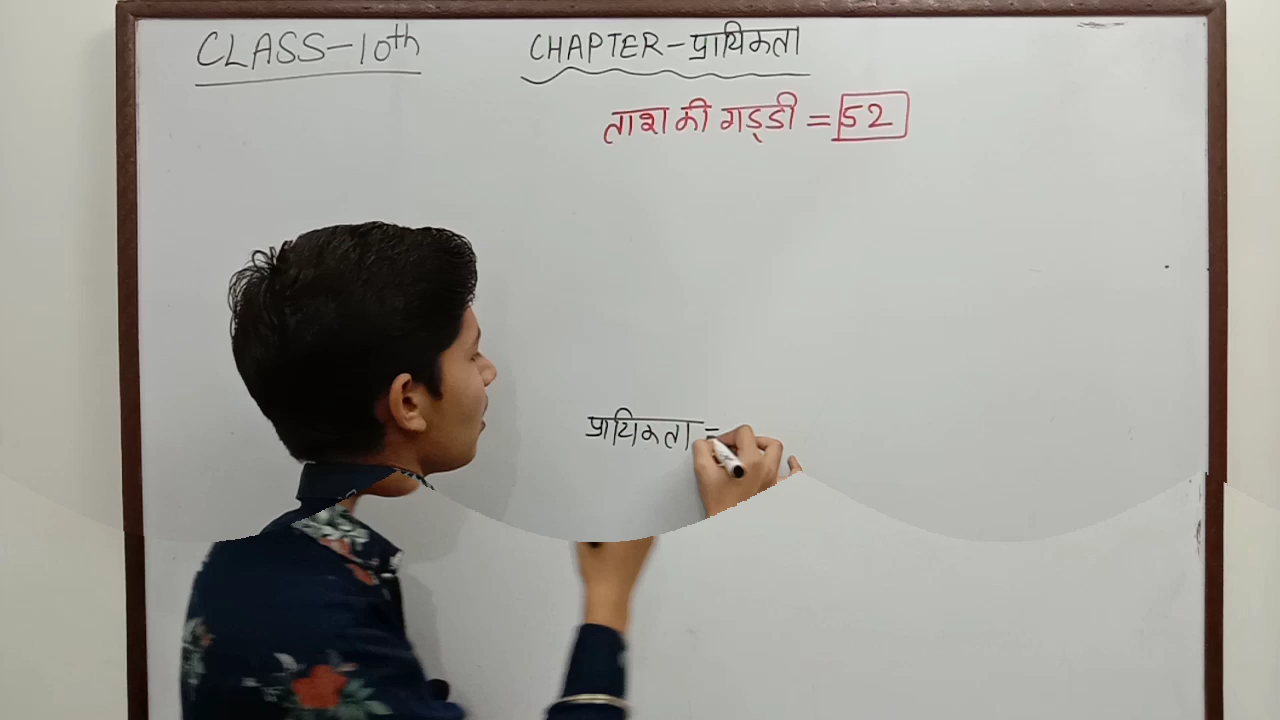 CLASS-10th
CHAPTER-प्रायिकता
ताश की गड्डी = 52
प्रायिकता =